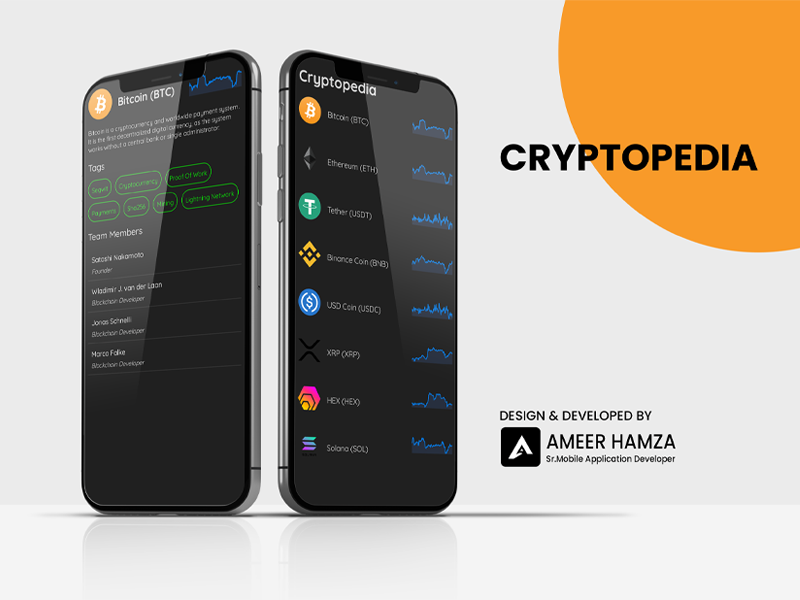 Bitcoin (BTC)
Bitcoin is a cryptocurrency and worldwide payment system.
It is the first decentralized digital currency, as the system
works without a central bank or single administrator.
Tags
Segwit
Cryptocurrency
Proof Of Work
Payments
Sha256
Mining
Lightning Network
Team Members
Satoshi Nakamoto
Founder
Wladimir J. van der Laan
Blockchain Developer
Jonas Schnelli
Blockchain Developer
Marco Falke
Blockchain Developer
Cryptopedia
Bitcoin (BTC)
Ethereum (ETH)
Tether (USDT)
Binance Coin (BNB)
USD Coin (USDC)
XRP (XRP)
HEX (HEX)
Solana (SOL)
CRYPTOPEDIA
DESIGN & DEVELOPED BY
AMEER HAMZA
Sr.Mobile Application Developer